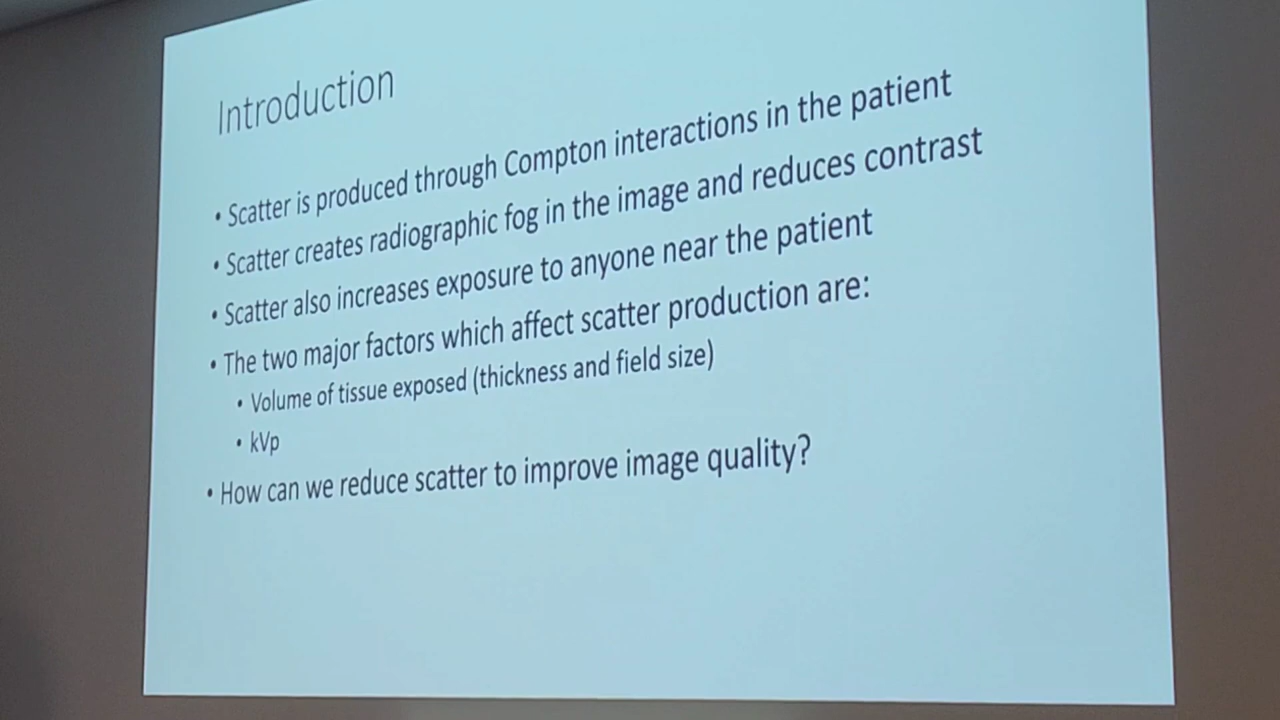 Introduction
• Scatter is produced through Compton interactions in the patient
• Scatter creates radiographic fog in the image and reduces contrast
• Scatter also increases exposure to anyone near the patient
• The two major factors which affect scatter production are:
• Volume of tissue exposed (thickness and field size)
• kVp
• How can we reduce scatter to improve image quality?